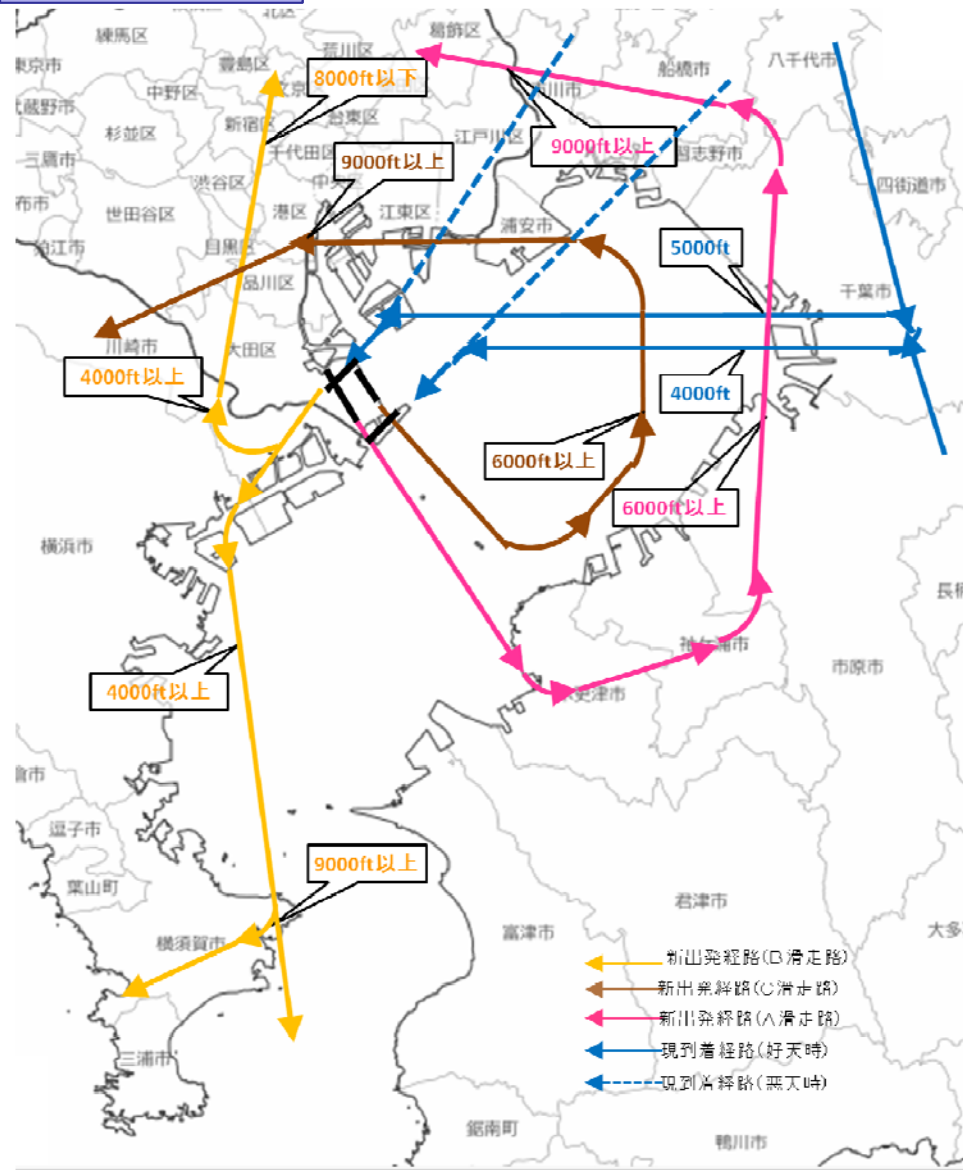 練馬区
葛飾区
荒川区
豊島区
8000ft以下
東京市
中野区
文京
船橋市
八千代市
市川市
武蔵野市
杉並区
新宿区
台東区
江戸川区
9000ft以上
三鷹市
千代田区
9000ft以上
習志野市
渋谷区
中央区
四街道市
布市
世田谷区
港区
江東区
浦安市
狛江市
目黒区
5000ft
品川区
千葉市
川崎市
大田区
4000ft以上
4000ft
6000ft以上
6000ft以上
横浜市
長柄
袖ケ浦市
市原市
4000ft以上
木更津市
倉市
逗子市
9000ft以上
葉山町
君津市
横須賀市
富津市
大多
新出発経路(B滑走路)
新出発経路(C滑走路)
新出発経路(A滑走路)
現到着経路(好天時)
三浦市
現到着経路(悪天時)
鋸南町
鴨川市